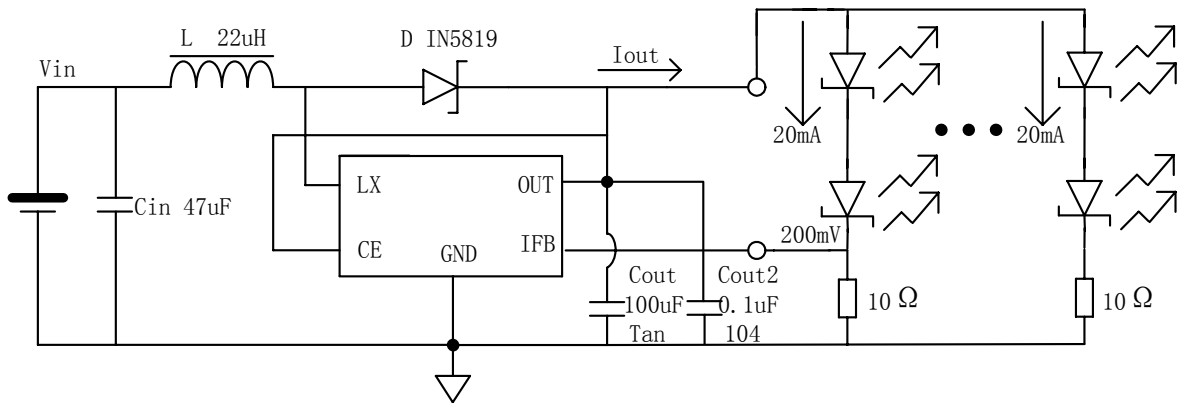 L 22uH
D IN5819
Iout
Vin
20mA
20mA
LX
OUT
Cin 47uF
CE
GND
IFB
200mV
Cout
100uF
Tan
Cout2
0.1uF
104
10 Ω
10 Ω